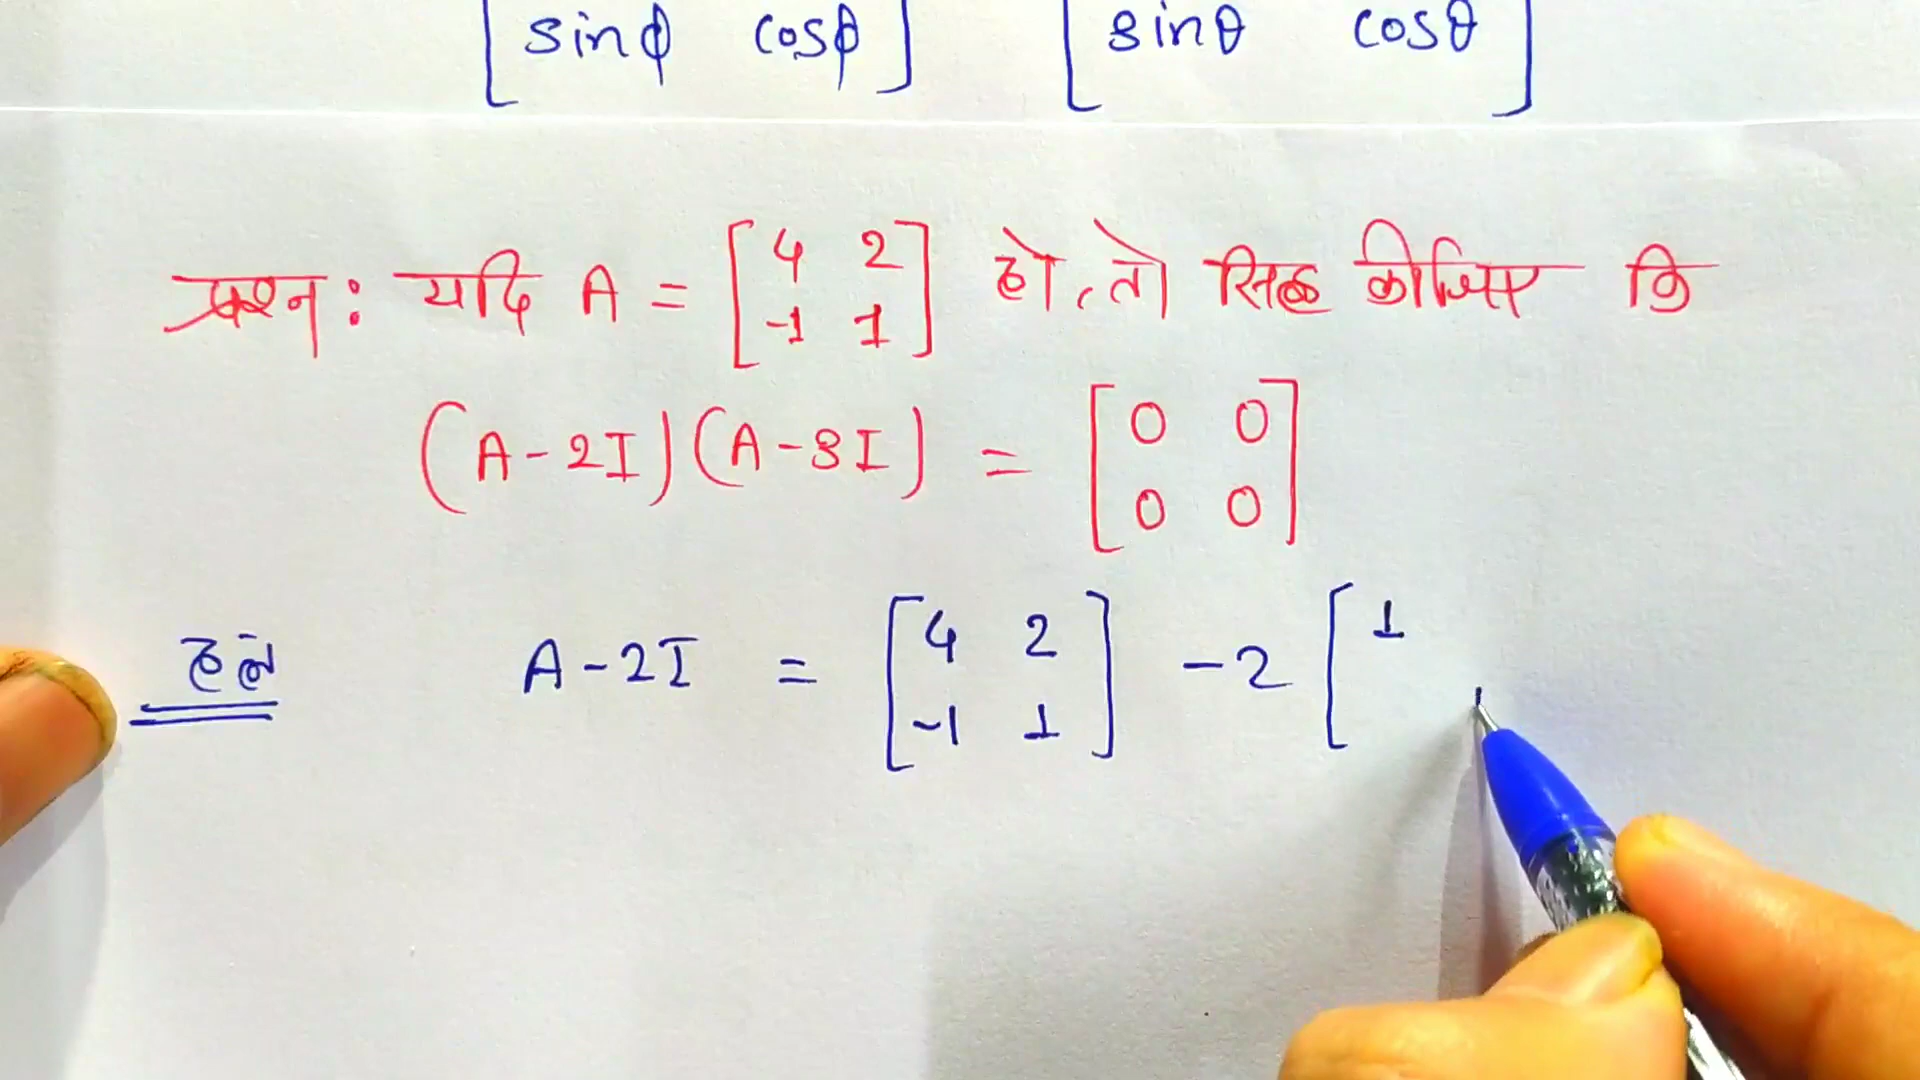 [ sinφ cosφ ] [ sinθ cosθ ]
प्रश्न: यदि A = [ 4 2 ] हो, तो सिद्ध कीजिए कि
[ -1 1 ]
(A-2I)(A-3I) = [ 0 0 ]
[ 0 0 ]
हल A-2I = [ 4 2 ] -2 [ 1
[ -1 1 ]